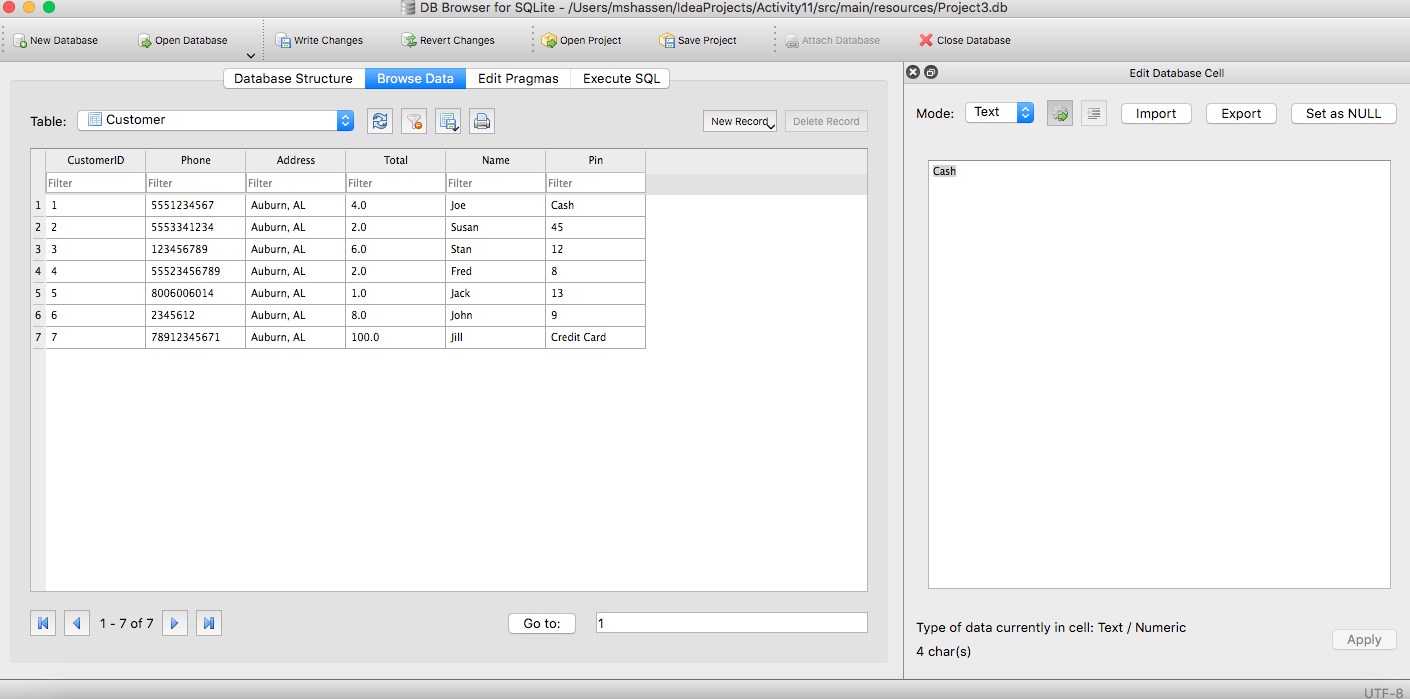 DB Browser for SQLite - /Users/mshassen/IdeaProjects/Activity11/src/main/resources/Project3.db
New Database Open Database Write Changes Revert Changes Open Project Save Project Attach Database Close Database
Database Structure Browse Data Edit Pragmas Execute SQL
Edit Database Cell
Table: Customer New Record Delete Record
Mode: Text Import Export Set as NULL
CustomerID Phone Address Total Name Pin
Filter Filter Filter Filter Filter Filter
1 1 5551234567 Auburn, AL 4.0 Joe Cash
2 2 5553341234 Auburn, AL 2.0 Susan 45
3 3 123456789 Auburn, AL 6.0 Stan 12
4 4 55523456789 Auburn, AL 2.0 Fred 8
5 5 8006006014 Auburn, AL 1.0 Jack 13
6 6 2345612 Auburn, AL 8.0 John 9
7 7 78912345671 Auburn, AL 100.0 Jill Credit Card
Cash
1 - 7 of 7 Go to: 1
Type of data currently in cell: Text / Numeric
4 char(s)
Apply
UTF-8